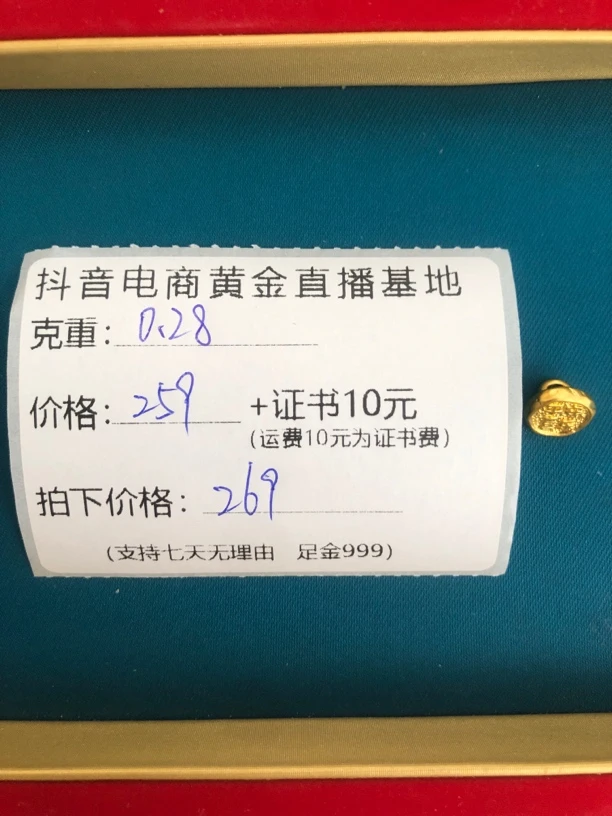 抖音电商黄金直播基地
克重: 0.28
价格: 259 +证书10元
(运费10元为证书费)
拍下价格: 269
(支持七天无理由 足金999)